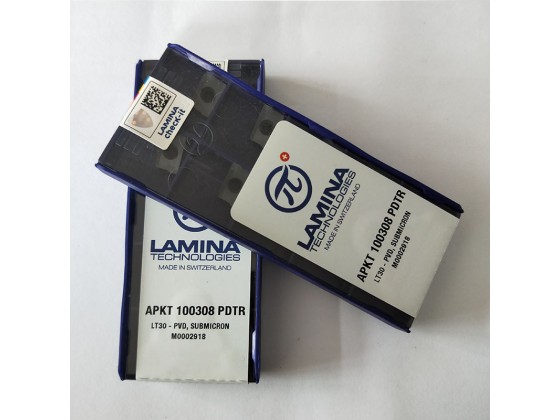 LAMINA
check-it
π
LAMINA
TECHNOLOGIES
MADE IN SWITZERLAND
APKT 100308 PDTR
LT30 - PVD, SUBMICRON
M0002918
LAMINA
TECHNOLOGIES
MADE IN SWITZERLAND
APKT 100308 PDTR
LT30 - PVD, SUBMICRON
M0002918